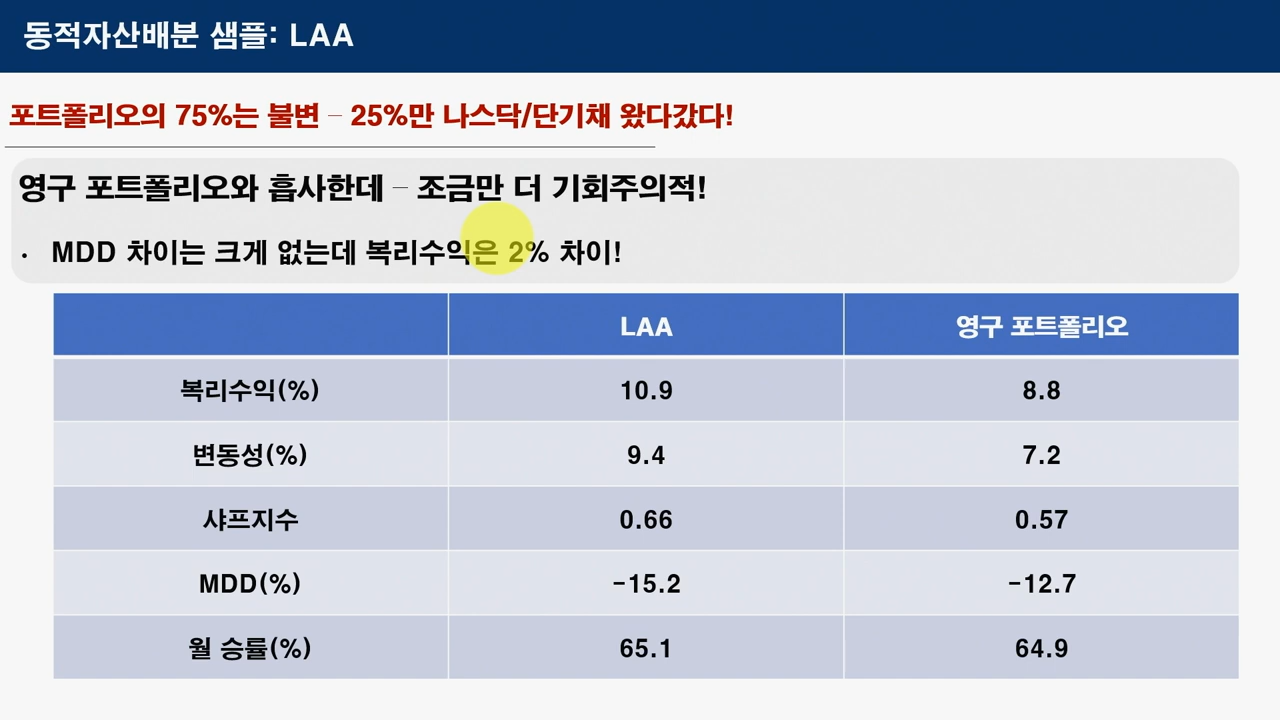 동적자산배분 샘플: LAA
포트폴리오의 75%는 불변 – 25%만 나스닥/단기채 왔다갔다!
영구 포트폴리오와 흡사한데 – 조금만 더 기회주의적!
• MDD 차이는 크게 없는데 복리수익은 2% 차이!
LAA 영구 포트폴리오
복리수익(%) 10.9 8.8
변동성(%) 9.4 7.2
샤프지수 0.66 0.57
MDD(%) -15.2 -12.7
월 승률(%) 65.1 64.9